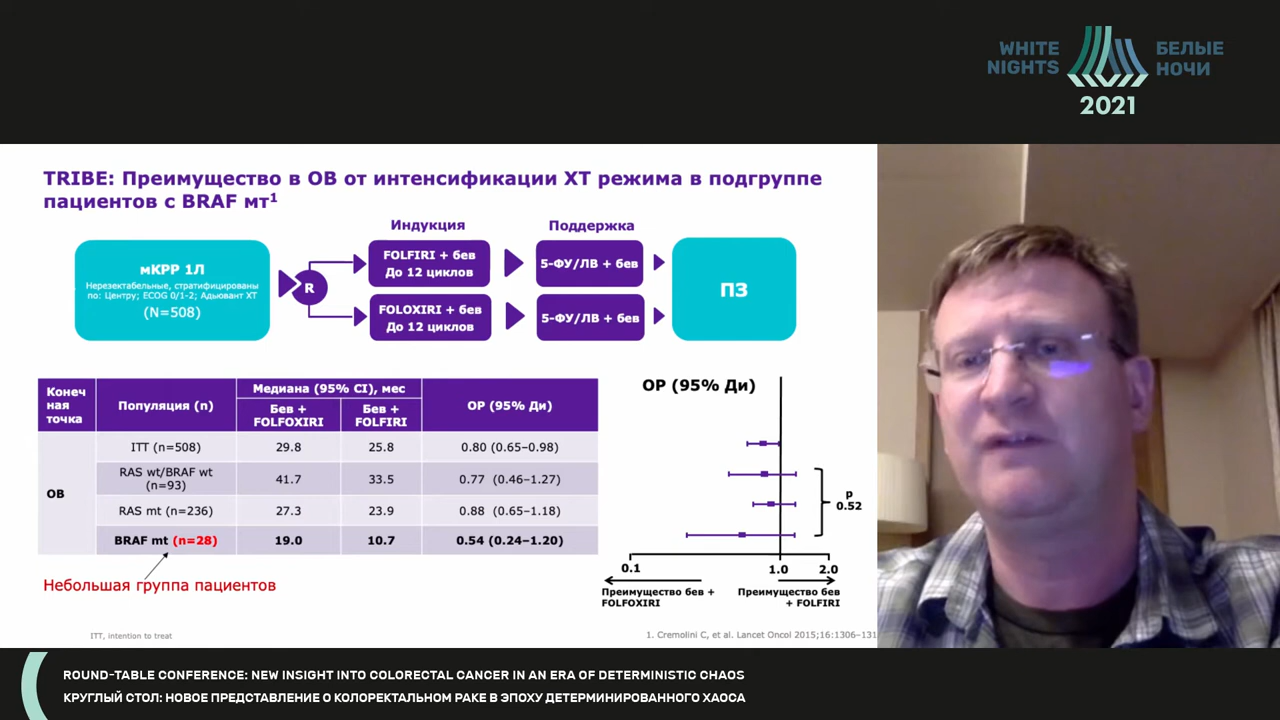 WHITE NIGHTS
БЕЛЫЕ НОЧИ
2021
TRIBE: Преимущество в ОВ от интенсификации ХТ режима в подгруппе
пациентов с BRAF мт¹
Индукция
Поддержка
мКРР 1Л
Нерезектабельные, стратифицированы
по: Центру; ECOG 0/1-2; Адъювант ХТ
(N=508)
R
FOLFIRI + бев
До 12 циклов
5-ФУ/ЛВ + бев
FOLOXIRI + бев
До 12 циклов
5-ФУ/ЛВ + бев
ПЗ
Конеч
ная
точка
Популяция (n)
Медиана (95% CI), мес
Бев +
FOLFOXIRI
Бев +
FOLFIRI
ОР (95% Ди)
ОВ
ITT (n=508) 29.8 25.8 0.80 (0.65–0.98)
RAS wt/BRAF wt
(n=93) 41.7 33.5 0.77 (0.46–1.27)
RAS mt (n=236) 27.3 23.9 0.88 (0.65–1.18)
BRAF mt (n=28) 19.0 10.7 0.54 (0.24–1.20)
Небольшая группа пациентов
ОР (95% Ди)
p
0.52
0.1 1.0 2.0
Преимущество бев +
FOLFOXIRI
Преимущество бев
+ FOLFIRI
ITT, intention to treat
1. Cremolini C, et al. Lancet Oncol 2015;16:1306–131
ROUND-TABLE CONFERENCE: NEW INSIGHT INTO COLORECTAL CANCER IN AN ERA OF DETERMINISTIC CHAOS
КРУГЛЫЙ СТОЛ: НОВОЕ ПРЕДСТАВЛЕНИЕ О КОЛОРЕКТАЛЬНОМ РАКЕ В ЭПОХУ ДЕТЕРМИНИРОВАННОГО ХАОСА